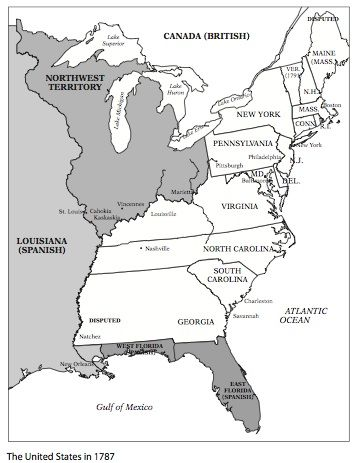 DISPUTED
Lake
Superior
CANADA (BRITISH)
MAINE
(MASS.)
VER.
(1791)
NORTHWEST
TERRITORY
Lake Michigan
Lake
Huron
N.H.
Lake Ontario
MASS.
Boston
NEW YORK
CONN.
R.I.
Lake Erie
PENNSYLVANIA
New York
Philadelphia
N.J.
Pittsburgh
MD.
Baltimore
DEL.
Marietta
Vincennes
VIRGINIA
St. Louis
Cahokia
Kaskaskia
Louisville
LOUISIANA
(SPANISH)
Nashville
NORTH CAROLINA
SOUTH
CAROLINA
Charleston
ATLANTIC
OCEAN
Savannah
DISPUTED
GEORGIA
Natchez
WEST FLORIDA
(SPANISH)
New Orleans
EAST
FLORIDA
(SPANISH)
Gulf of Mexico
The United States in 1787